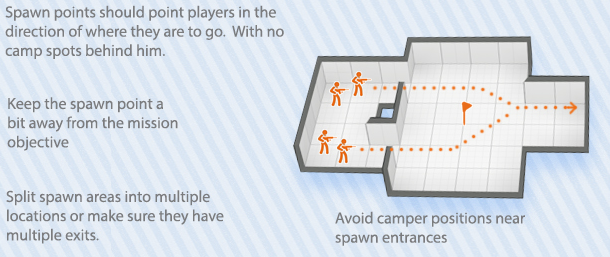 Spawn points should point players in the
direction of where they are to go.  With no
camp spots behind him.
Keep the spawn point a
bit away from the mission
objective
Split spawn areas into multiple
locations or make sure they have
multiple exits.
Avoid camper positions near
spawn entrances